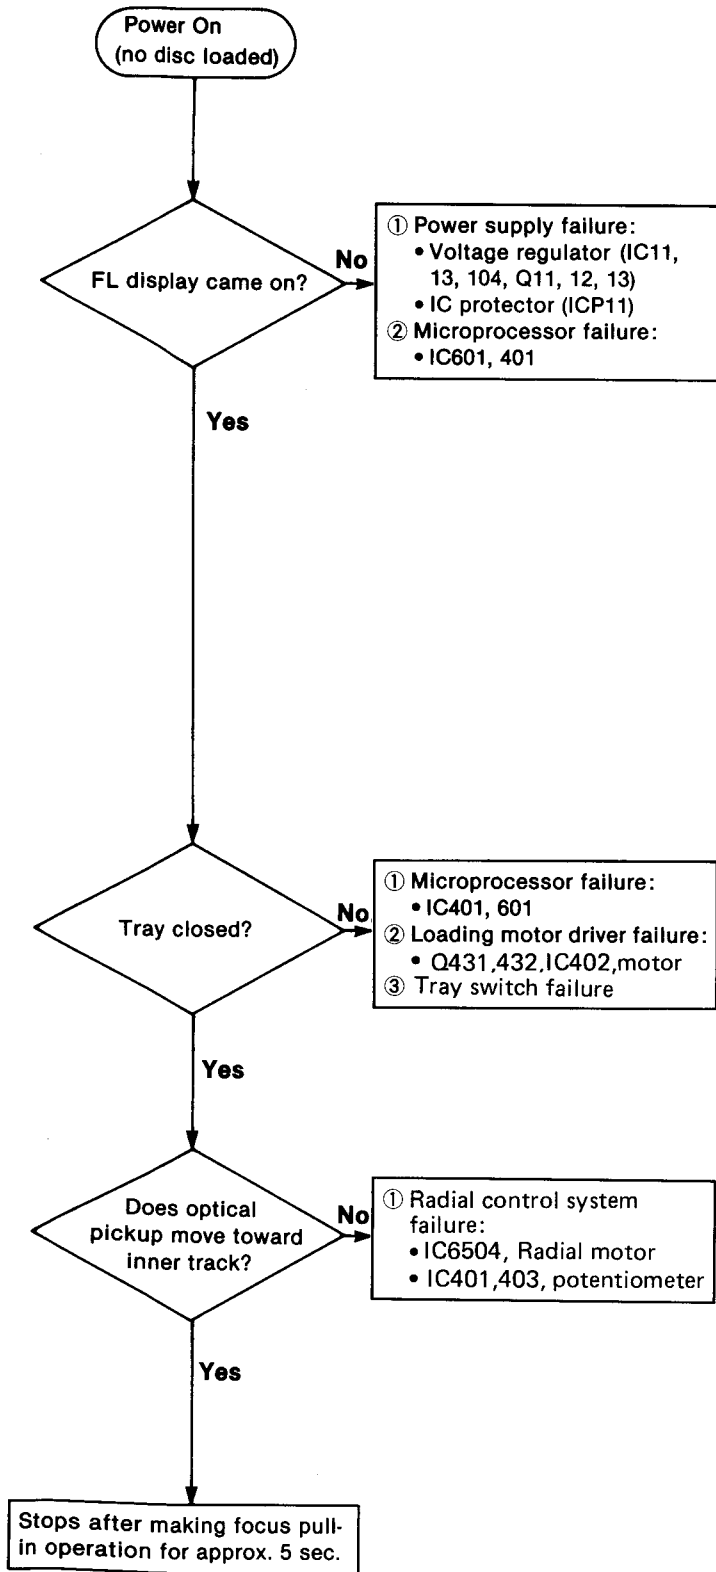 Power On
(no disc loaded)
FL display came on?
No
① Power supply failure:
• Voltage regulator (IC11,
13, 104, Q11, 12, 13)
• IC protector (ICP11)
② Microprocessor failure:
• IC601, 401
Yes
Tray closed?
No
① Microprocessor failure:
• IC401, 601
② Loading motor driver failure:
• Q431,432,IC402,motor
③ Tray switch failure
Yes
Does optical
pickup move toward
inner track?
No
① Radial control system
failure:
• IC6504, Radial motor
• IC401,403, potentiometer
Yes
Stops after making focus pull-
in operation for approx. 5 sec.